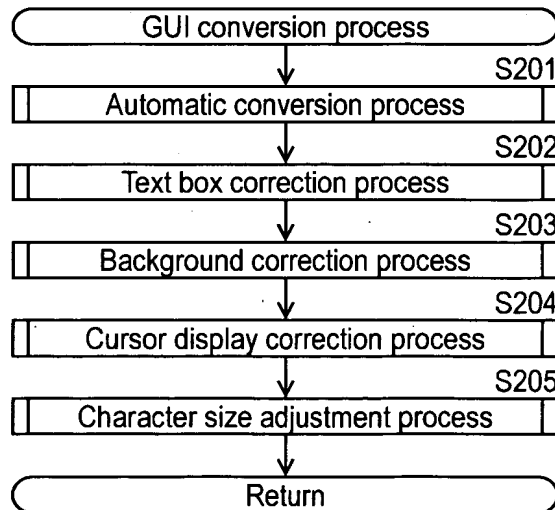 GUI conversion process
S201
Automatic conversion process
S202
Text box correction process
S203
Background correction process
S204
Cursor display correction process
S205
Character size adjustment process
Return